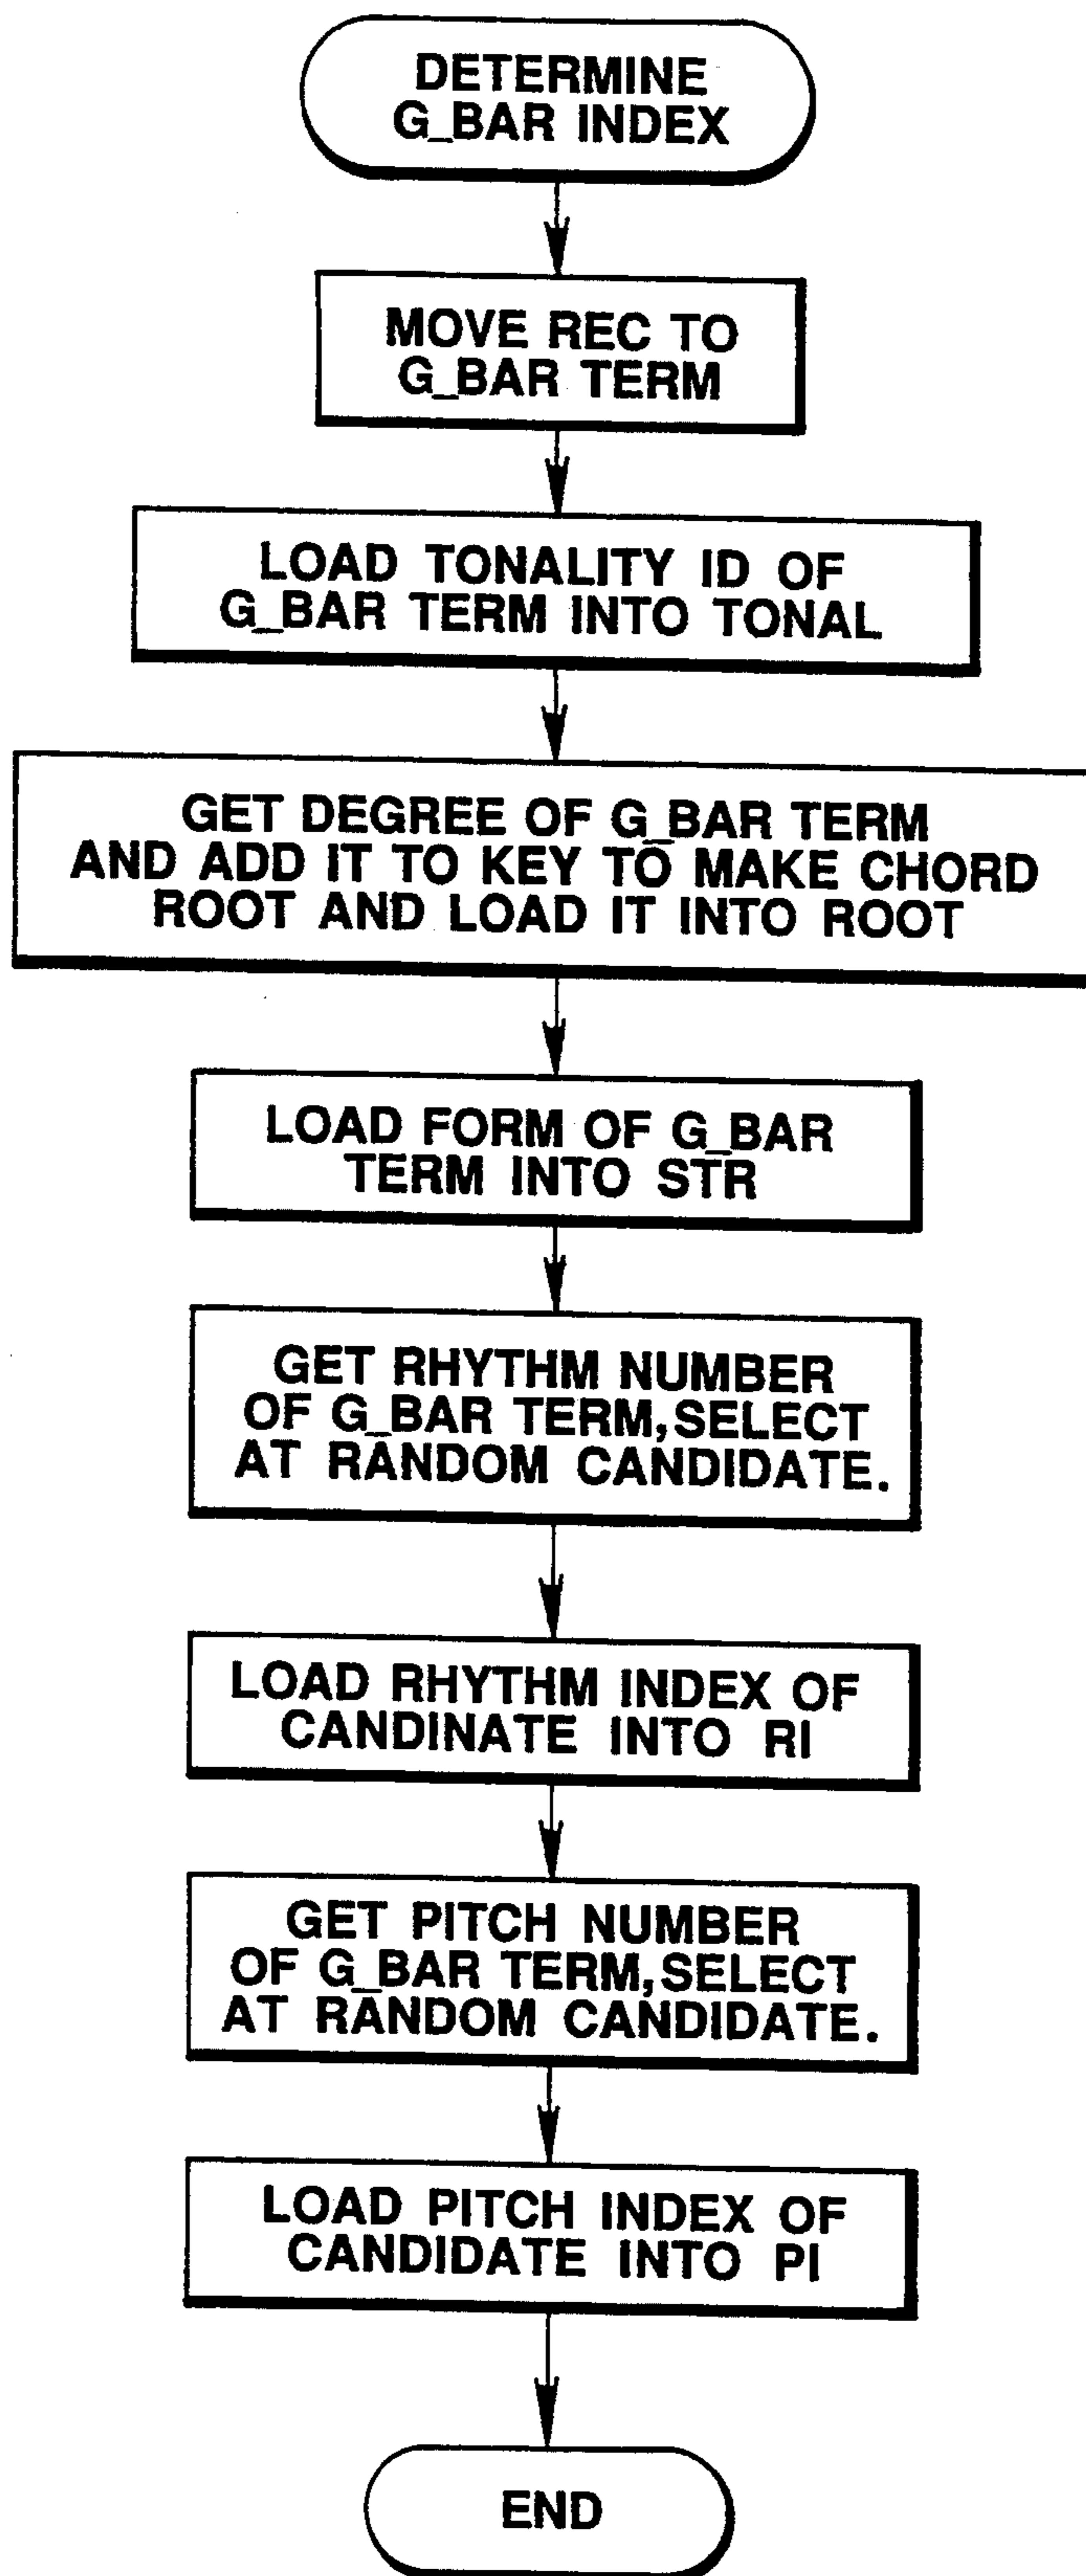 DETERMINE
G_BAR INDEX
MOVE REC TO
G_BAR TERM
LOAD TONALITY ID OF
G_BAR TERM INTO TONAL
GET DEGREE OF G_BAR TERM
AND ADD IT TO KEY TO MAKE CHORD
ROOT AND LOAD IT INTO ROOT
LOAD FORM OF G_BAR
TERM INTO STR
GET RHYTHM NUMBER
OF G_BAR TERM, SELECT
AT RANDOM CANDIDATE.
LOAD RHYTHM INDEX OF
CANDINATE INTO RI
GET PITCH NUMBER
OF G_BAR TERM, SELECT
AT RANDOM CANDIDATE.
LOAD PITCH INDEX OF
CANDIDATE INTO PI
END